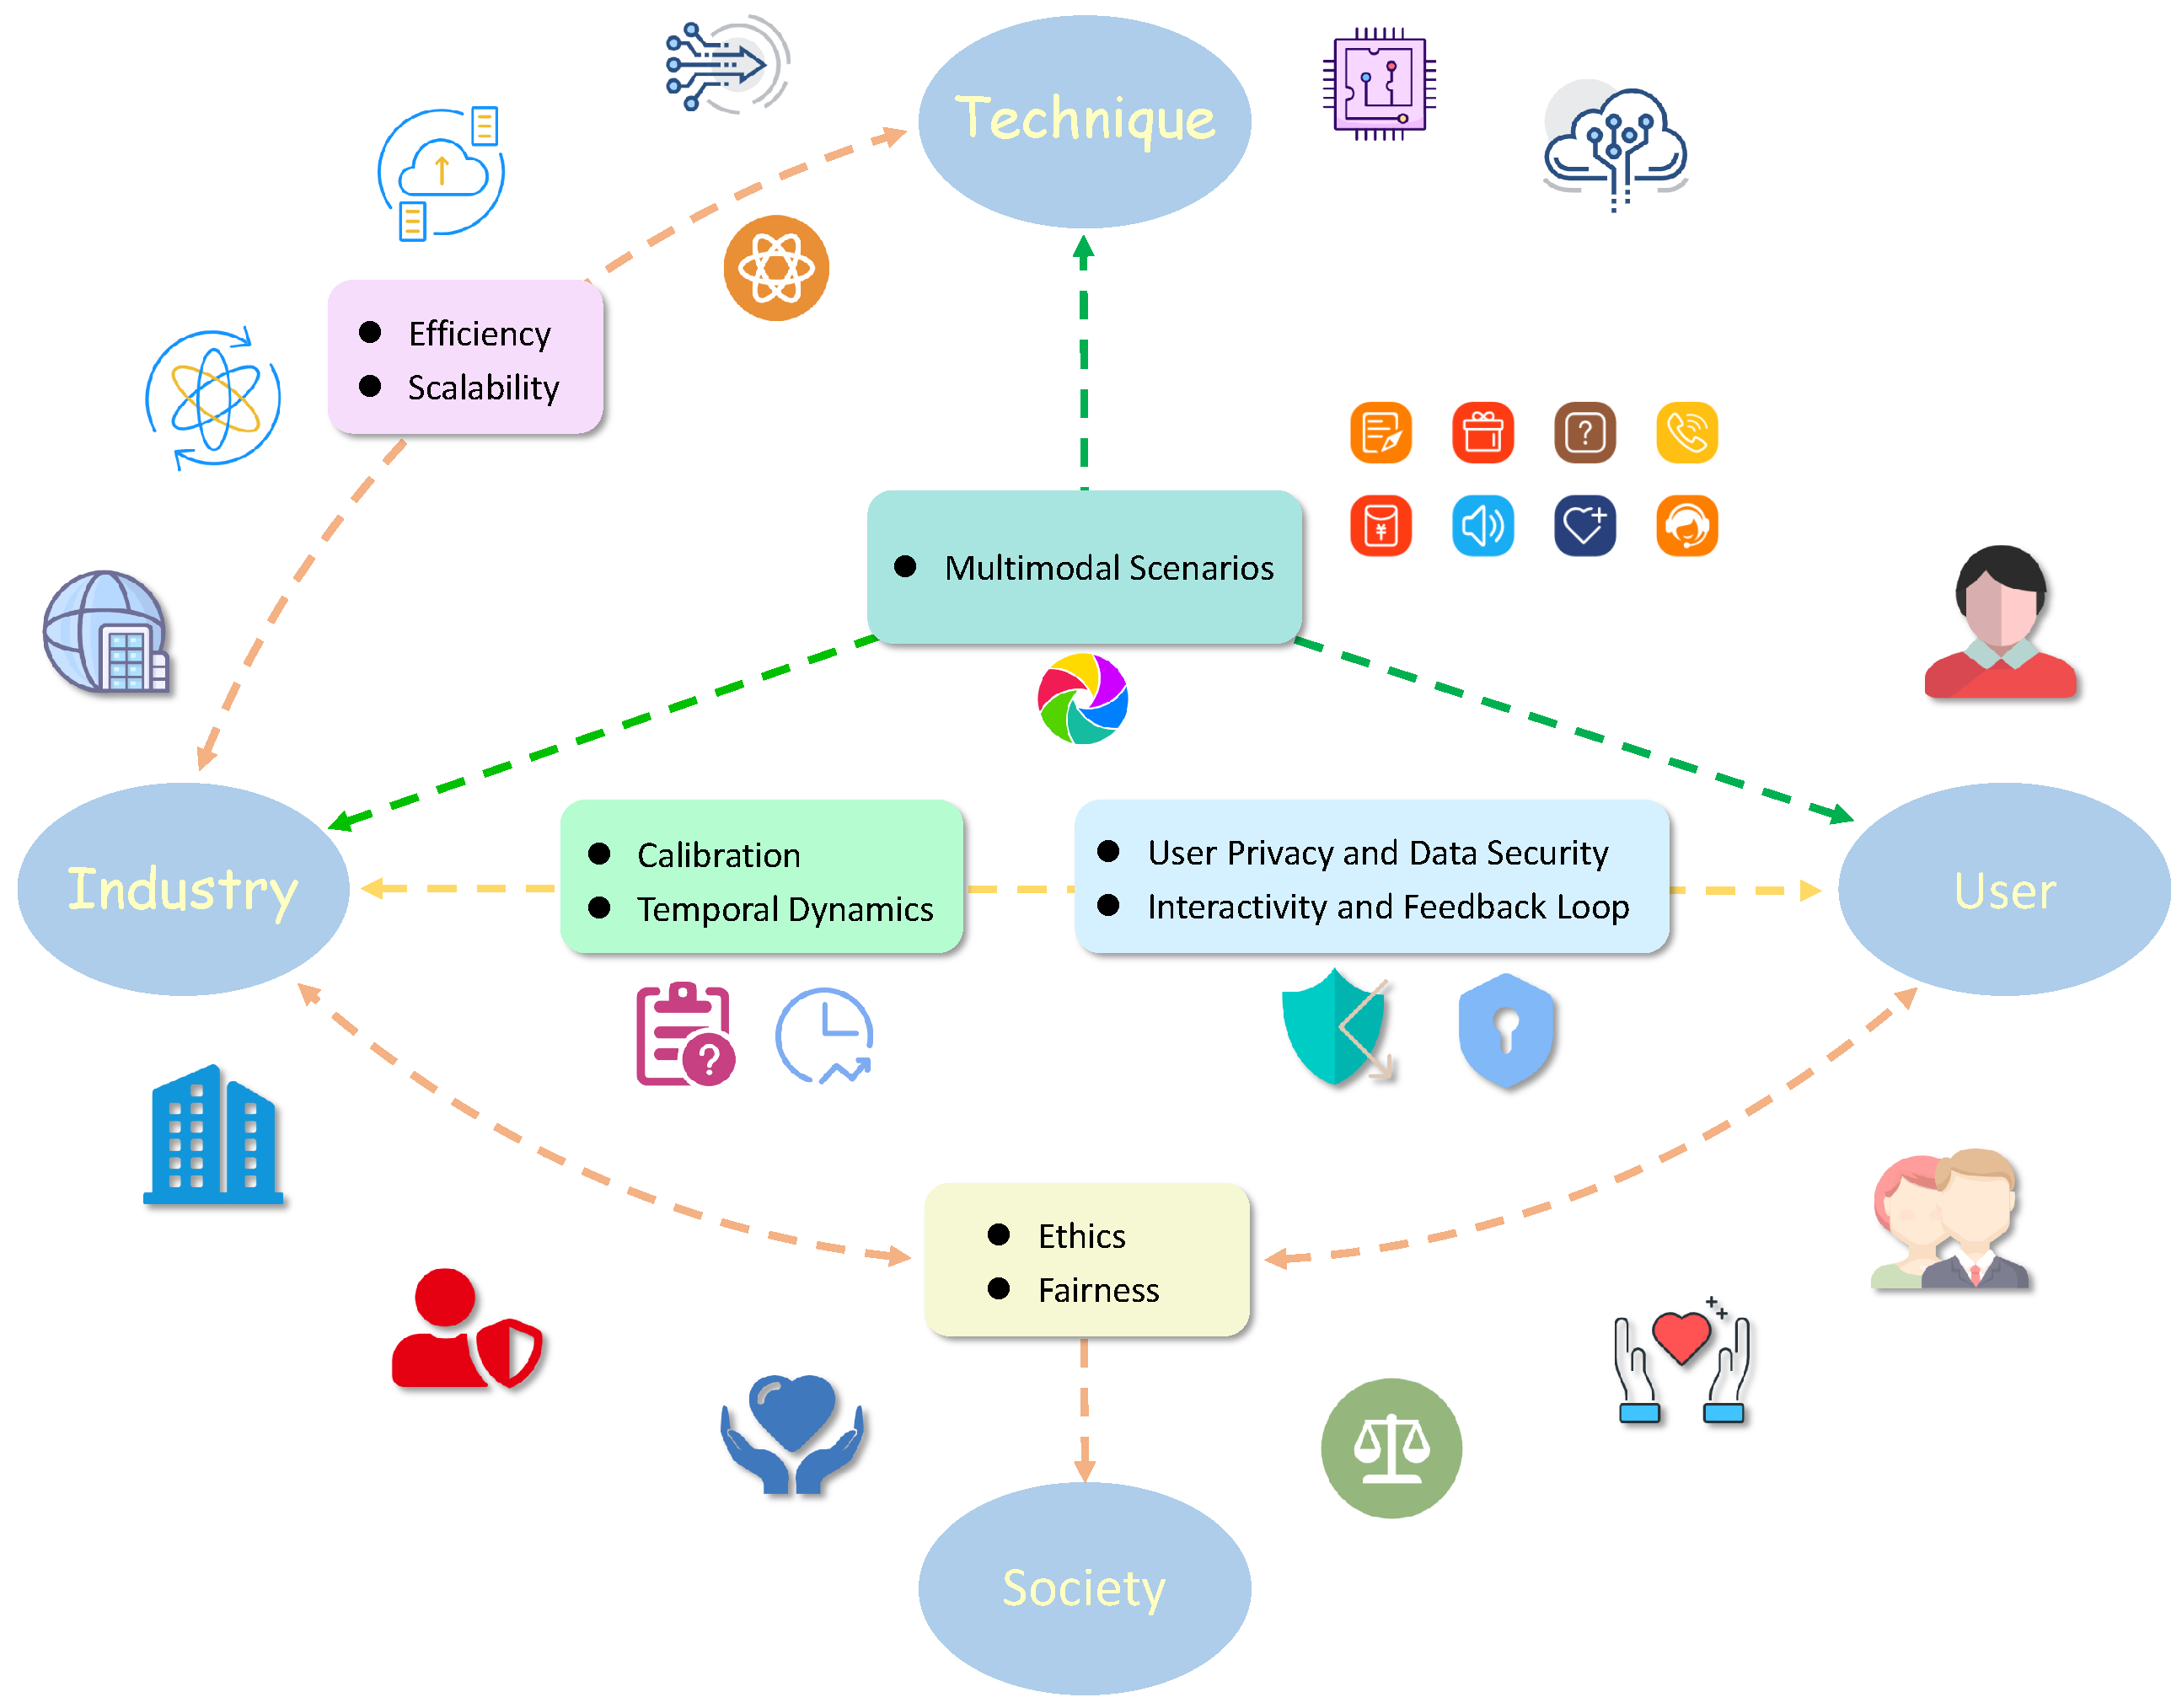 Technique
● Efficiency
● Scalability
● Multimodal Scenarios
Industry
● Calibration
● Temporal Dynamics
● User Privacy and Data Security
● Interactivity and Feedback Loop
User
● Ethics
● Fairness
Society